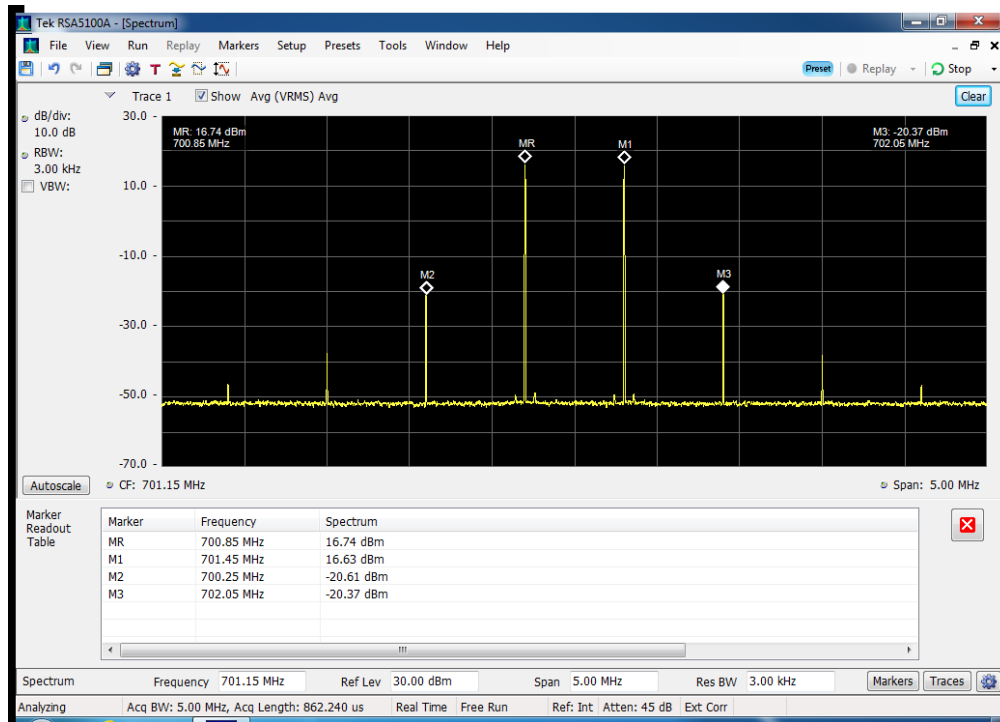 Tek RSA5100A - [Spectrum]
File View Run Replay Markers Setup Presets Tools Window Help
T Preset Replay Stop
Trace 1 Show Avg (VRMS) Avg Clear
dB/div:
10.0 dB
RBW:
3.00 kHz
VBW:
30.0
10.0
-10.0
-30.0
-50.0
-70.0
MR: 16.74 dBm
700.85 MHz
M3: -20.37 dBm
702.05 MHz
MR
M1
M2
M3
Autoscale CF: 701.15 MHz Span: 5.00 MHz
Marker
Readout
Table
Marker Frequency Spectrum
MR 700.85 MHz 16.74 dBm
M1 701.45 MHz 16.63 dBm
M2 700.25 MHz -20.61 dBm
M3 702.05 MHz -20.37 dBm
Spectrum Frequency 701.15 MHz Ref Lev 30.00 dBm Span 5.00 MHz Res BW 3.00 kHz Markers Traces
Analyzing Acq BW: 5.00 MHz, Acq Length: 862.240 us Real Time Free Run Ref: Int Atten: 45 dB Ext Corr